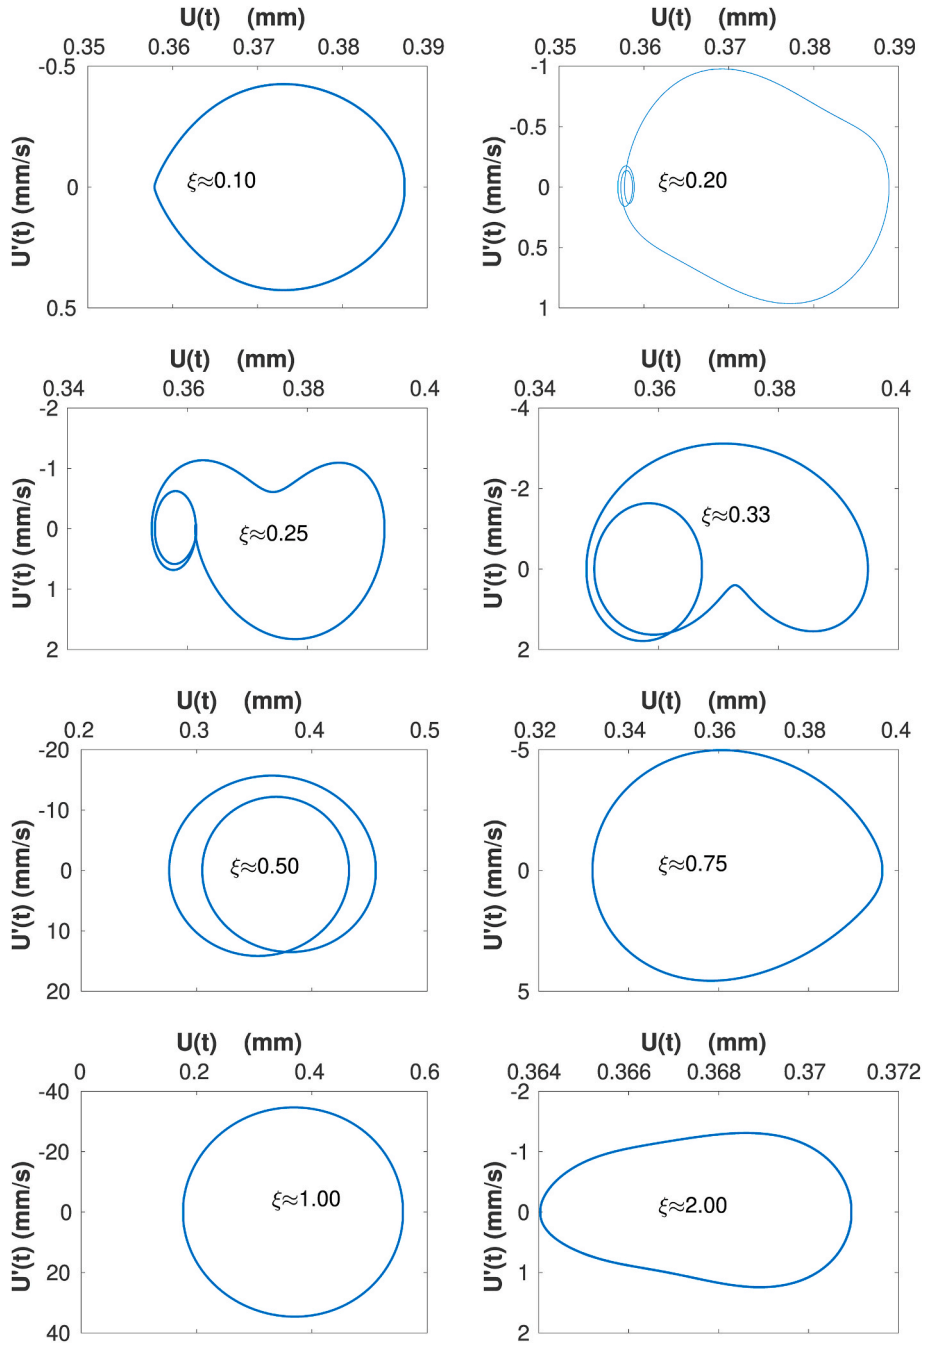 U(t) (mm)
0.35 0.36 0.37 0.38 0.39
-0.5
0
0.5
U'(t) (mm/s)
ξ≈0.10
U(t) (mm)
0.35 0.36 0.37 0.38 0.39
-1
-0.5
0
0.5
1
U'(t) (mm/s)
ξ≈0.20
U(t) (mm)
0.34 0.36 0.38 0.4
-2
-1
0
1
2
U'(t) (mm/s)
ξ≈0.25
U(t) (mm)
0.34 0.36 0.38 0.4
-4
-2
0
2
U'(t) (mm/s)
ξ≈0.33
U(t) (mm)
0.2 0.3 0.4 0.5
-20
-10
0
10
20
U'(t) (mm/s)
ξ≈0.50
U(t) (mm)
0.32 0.34 0.36 0.38 0.4
-5
0
5
U'(t) (mm/s)
ξ≈0.75
U(t) (mm)
0 0.2 0.4 0.6
-40
-20
0
20
40
U'(t) (mm/s)
ξ≈1.00
U(t) (mm)
0.364 0.366 0.368 0.37 0.372
-2
-1
0
1
2
U'(t) (mm/s)
ξ≈2.00